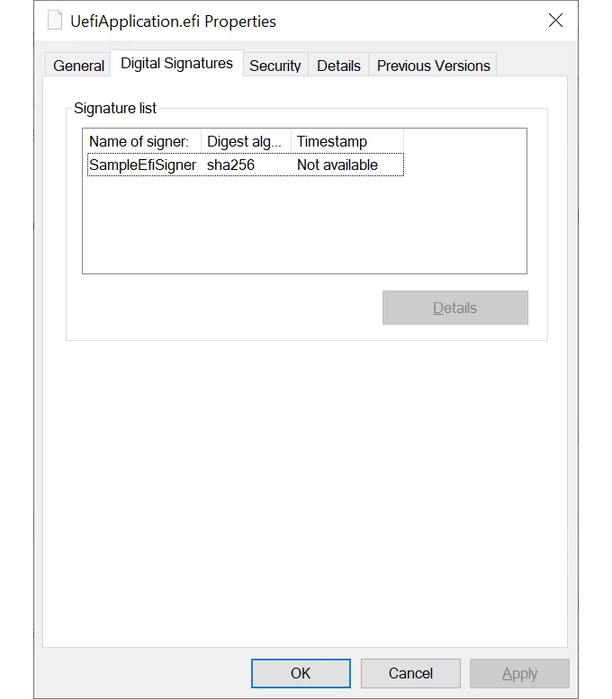 UefiApplication.efi Properties
General Digital Signatures Security Details Previous Versions
Signature list
Name of signer: Digest alg... Timestamp
SampleEfiSigner sha256 Not available
Details
OK Cancel Apply